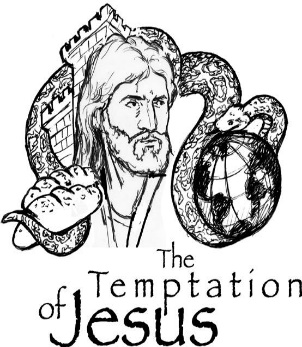 The
Temptation
of Jesus